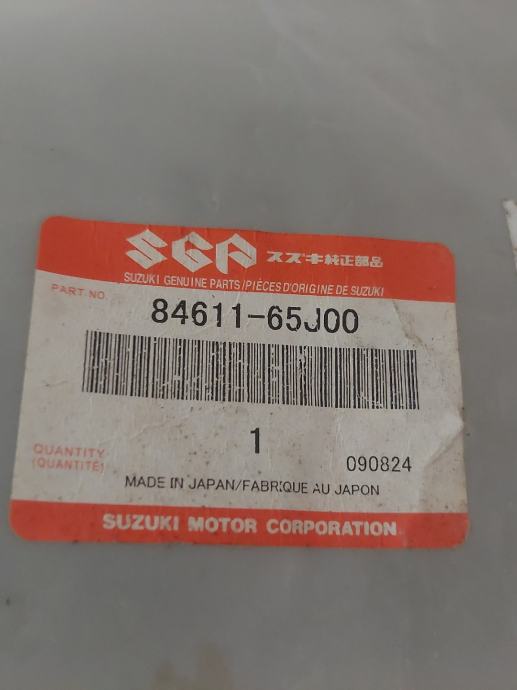 SGP スズキ純正部品
SUZUKI GENUINE PARTS/PIÈCES D'ORIGINE DE SUZUKI
PART NO.
84611-65J00
1
QUANTITY
(QUANTITÉ)
090824
MADE IN JAPAN/FABRIQUE AU JAPON
SUZUKI MOTOR CORPORATION